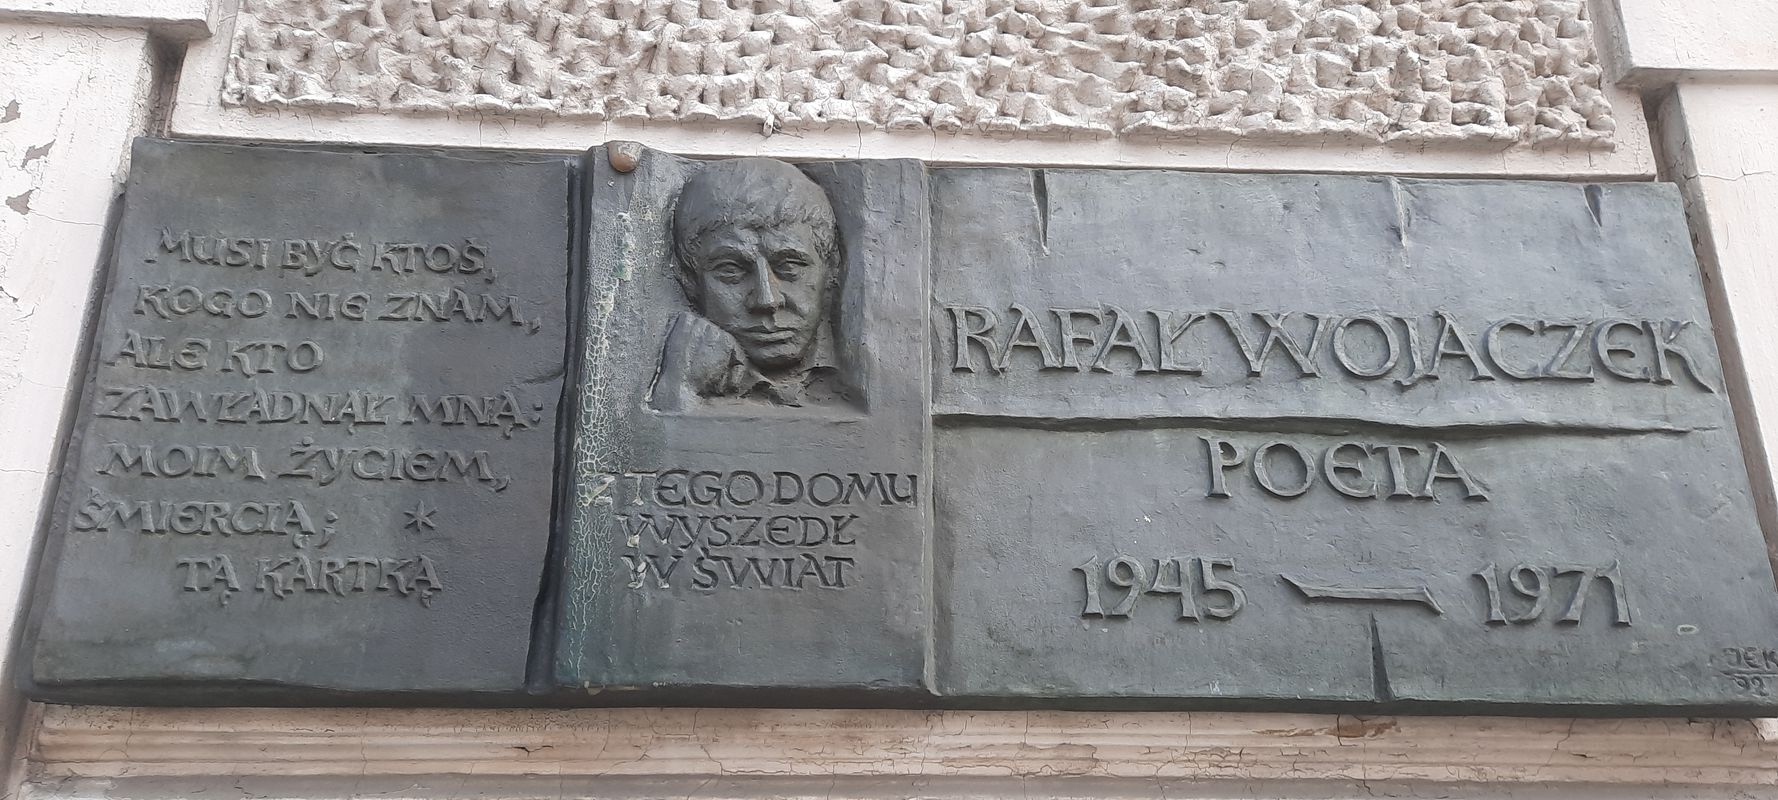 MUSI BYĆ KTOŚ,
KOGO NIE ZNAM,
ALE KTO
ZAWŁADNĄŁ MNĄ:
MOIM ŻYCIEM,
ŚMIERCIĄ; *
TĄ KARTKĄ
Z TEGO DOMU
WYSZEDŁ
W ŚWIAT
RAFAŁ WOJACZEK
POETA
1945 — 1971
JEK
92